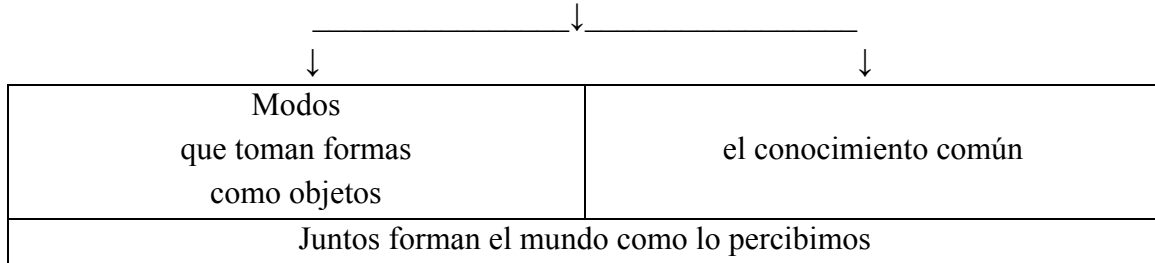 Modos
que toman formas
como objetos
el conocimiento común
Juntos forman el mundo como lo percibimos